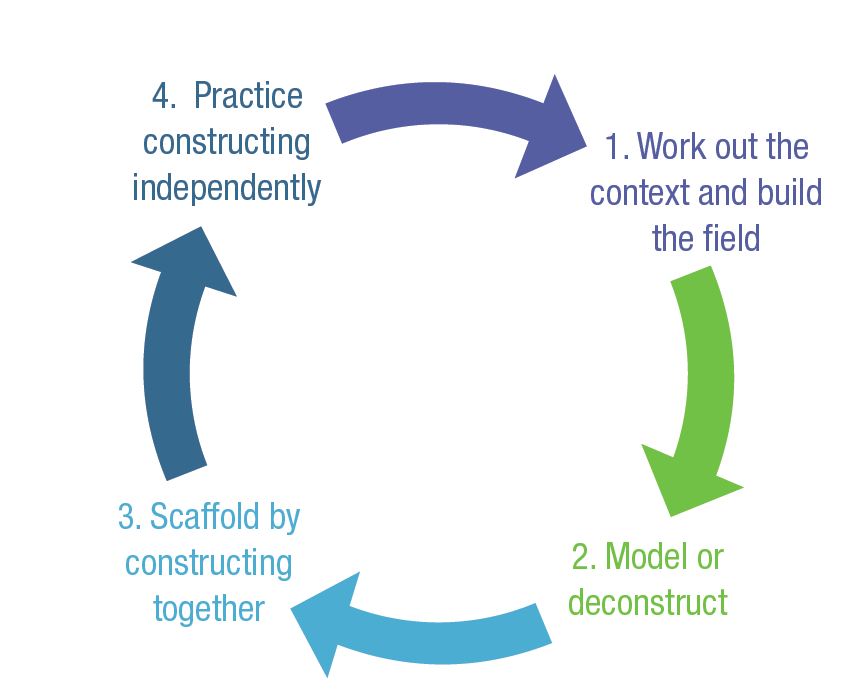 1. Work out the
context and build
the field
2. Model or
deconstruct
3. Scaffold by
constructing
together
4. Practice
constructing
independently